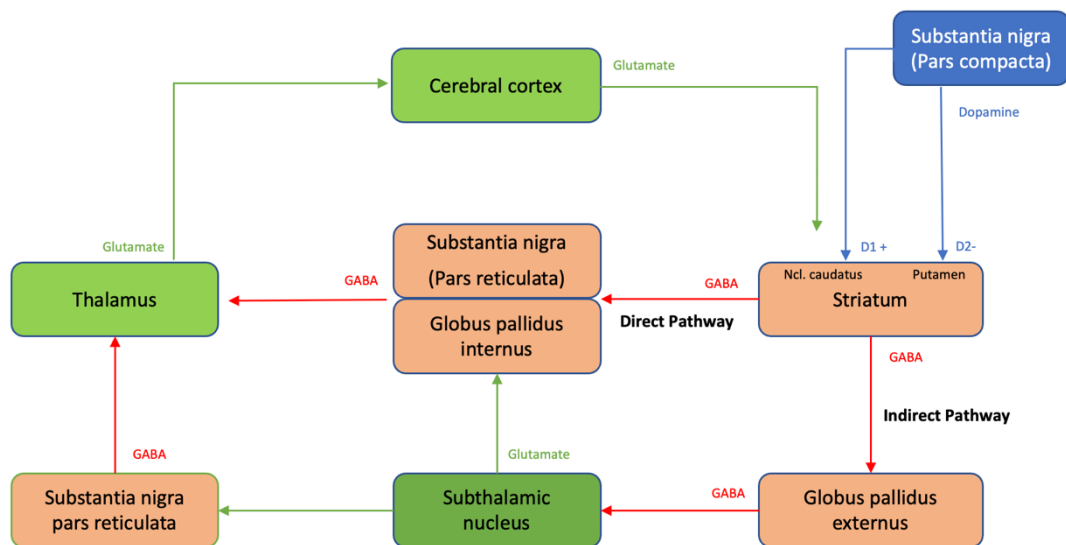 Substantia nigra
(Pars compacta)
Glutamate
Cerebral cortex
Dopamine
Glutamate
Substantia nigra
(Pars reticulata)
D1 +
D2-
Ncl. caudatus
Putamen
Striatum
GABA
GABA
Thalamus
Direct Pathway
Globus pallidus
internus
GABA
Indirect Pathway
GABA
Glutamate
Substantia nigra
pars reticulata
Subthalamic
nucleus
GABA
Globus pallidus
externus